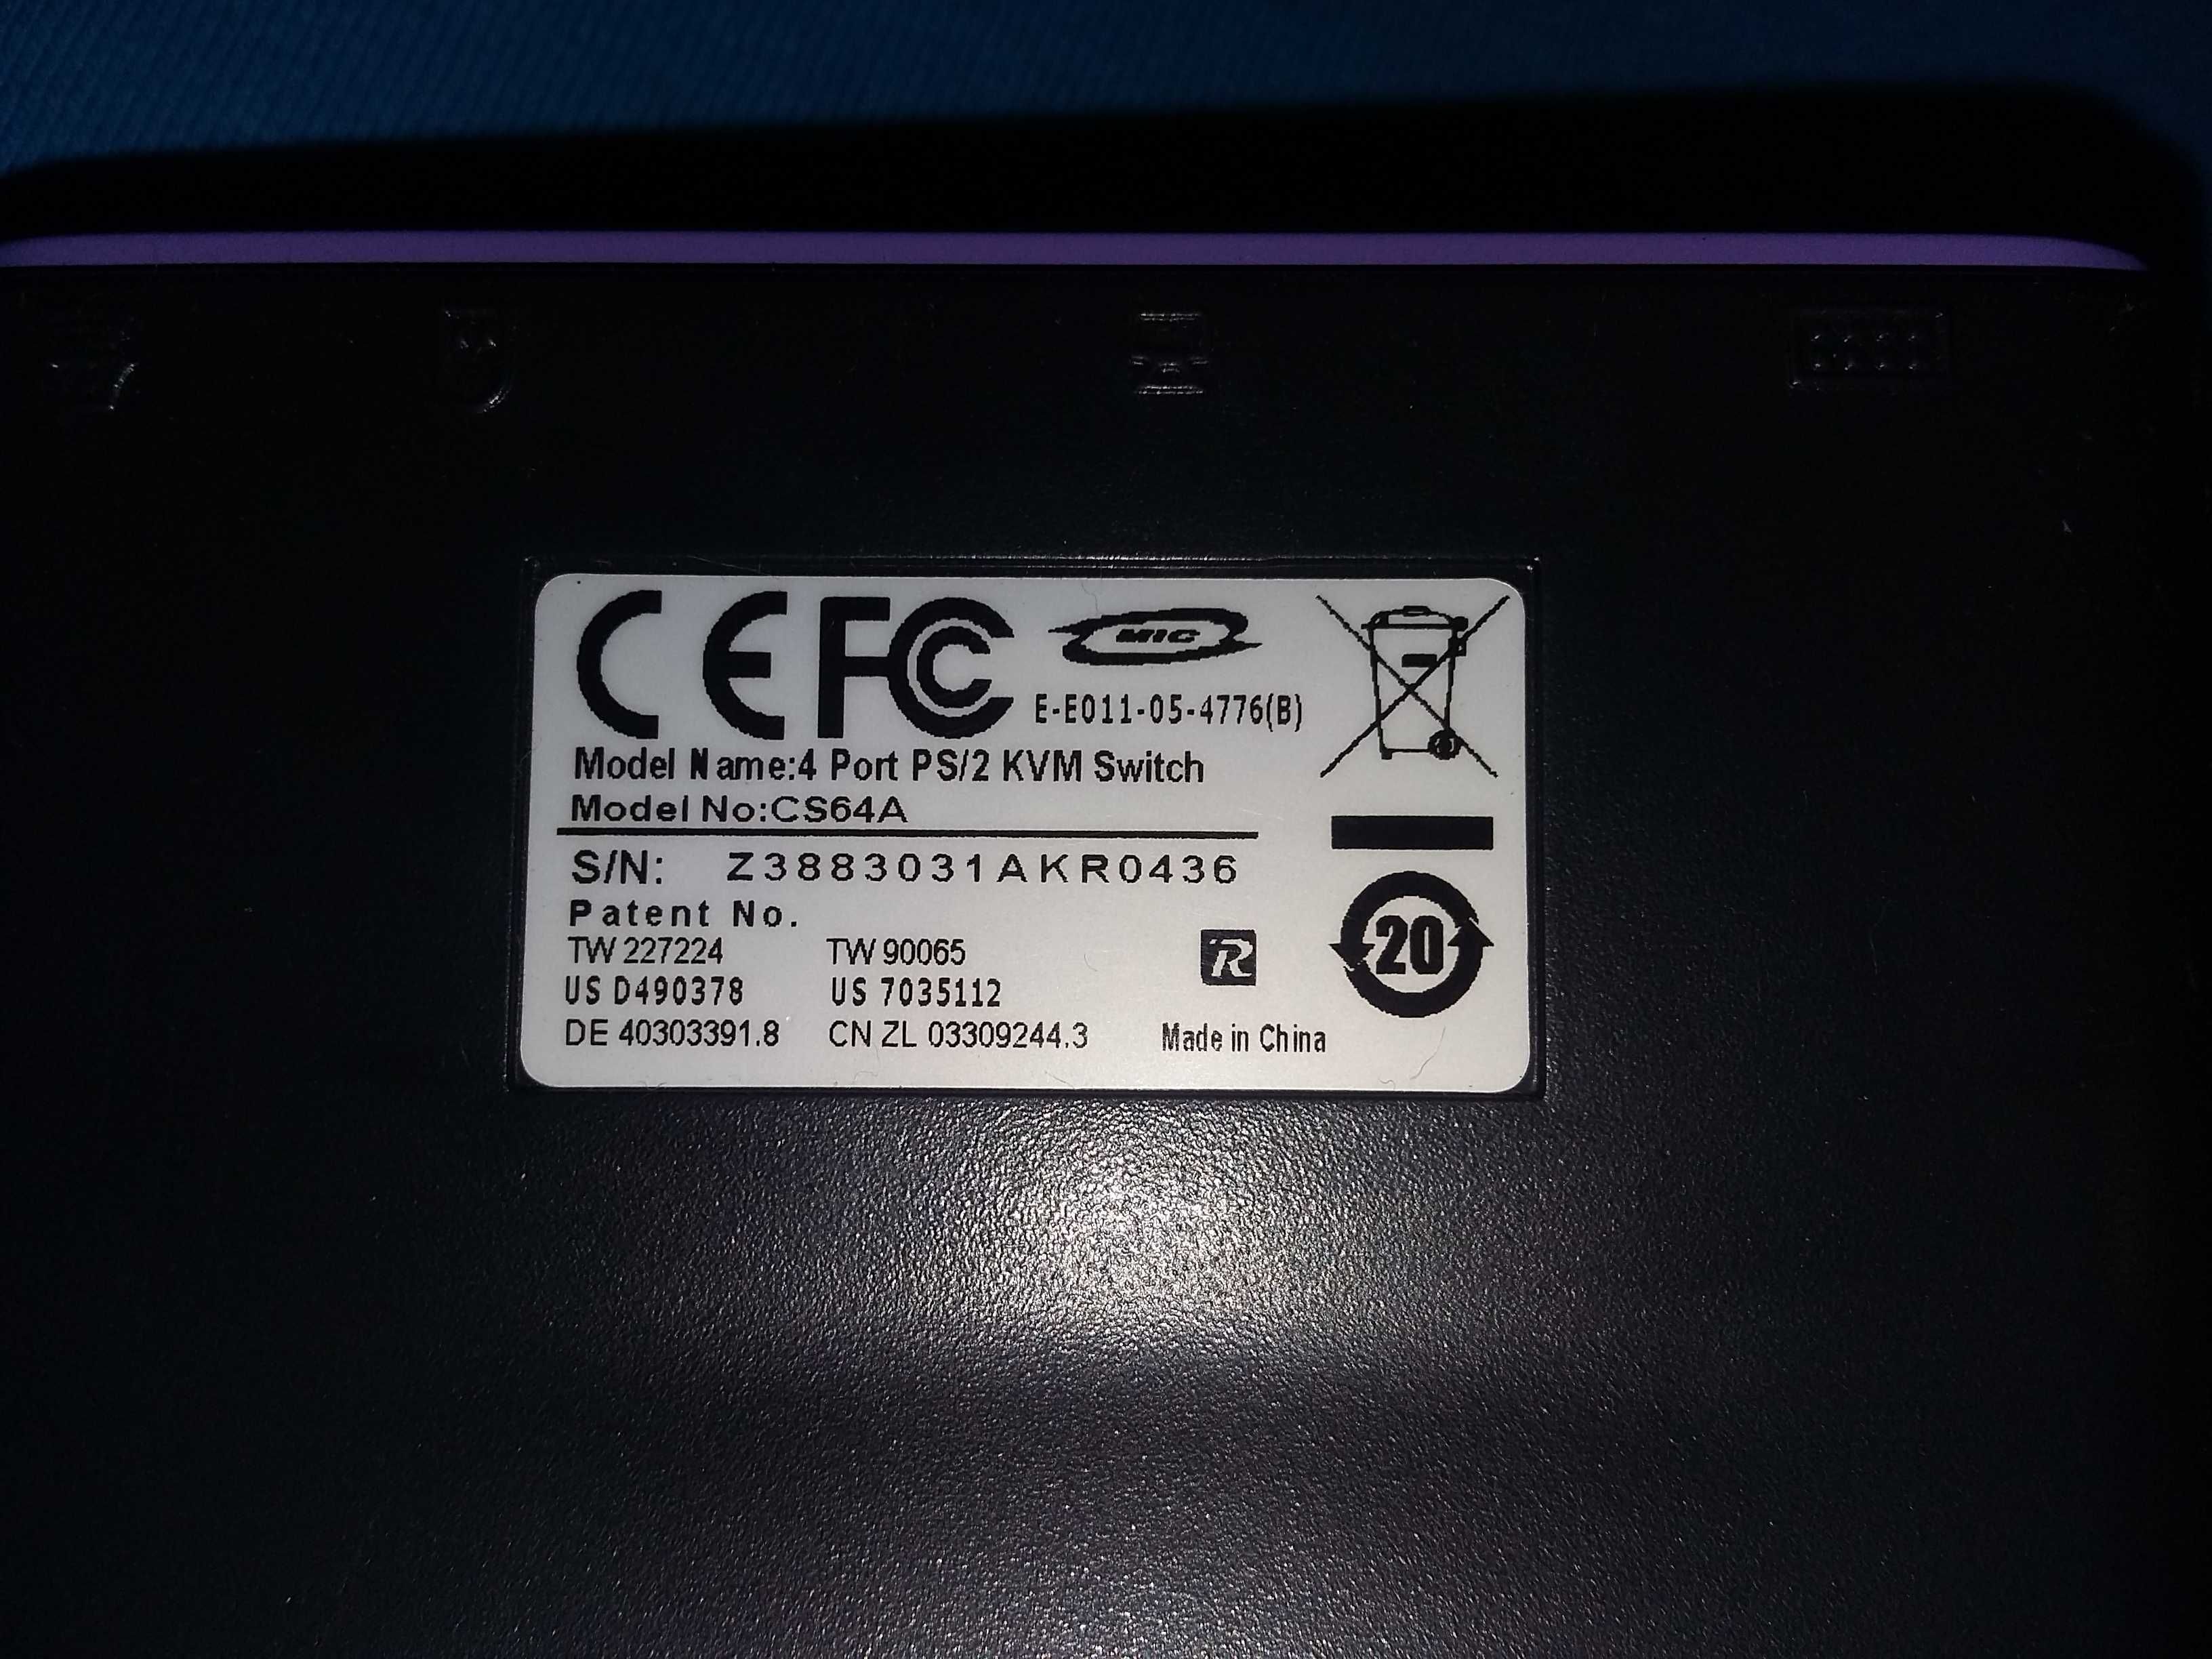 CE FC MIC
E-E011-05-4776(B)
Model Name:4 Port PS/2 KVM Switch
Model No:CS64A
S/N: Z3883031AKR0436
Patent No.
TW 227224 TW 90065
US D490378 US 7035112
DE 40303391.8 CN ZL 03309244.3
R
20
Made in China